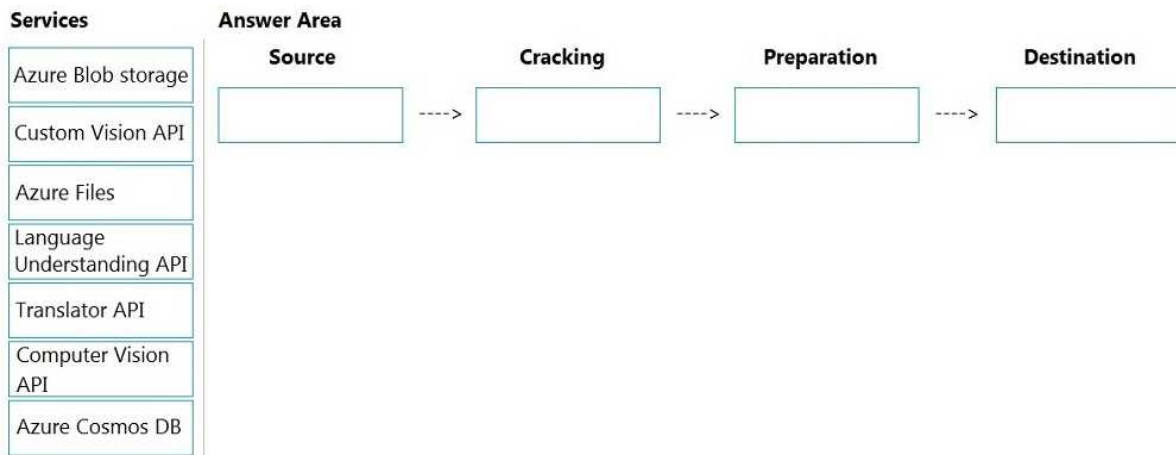 Services
Answer Area
Source
Cracking
Preparation
Destination
Azure Blob storage
---->
---->
---->
Custom Vision API
Azure Files
Language
Understanding API
Translator API
Computer Vision
API
Azure Cosmos DB